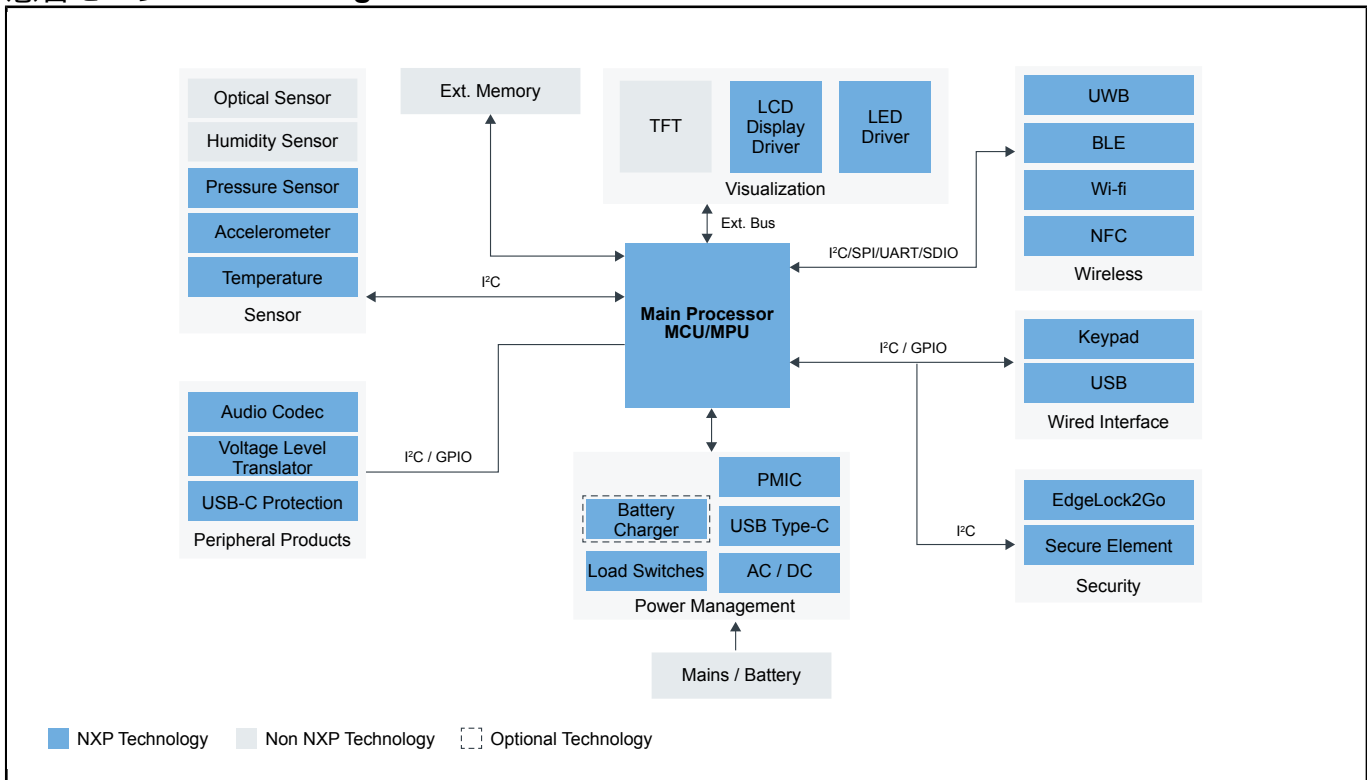 Optical Sensor
Humidity Sensor
Pressure Sensor
Accelerometer
Temperature
Sensor
Ext. Memory
TFT
LCD
Display
Driver
LED
Driver
Visualization
Ext. Bus
UWB
BLE
Wi-fi
NFC
Wireless
I²C/SPI/UART/SDIO
I²C
Main Processor
MCU/MPU
I²C / GPIO
Keypad
USB
Wired Interface
Audio Codec
Voltage Level
Translator
USB-C Protection
Peripheral Products
I²C / GPIO
PMIC
Battery
Charger
USB Type-C
Load Switches
AC / DC
Power Management
I²C
EdgeLock2Go
Secure Element
Security
Mains / Battery
NXP Technology
Non NXP Technology
Optional Technology